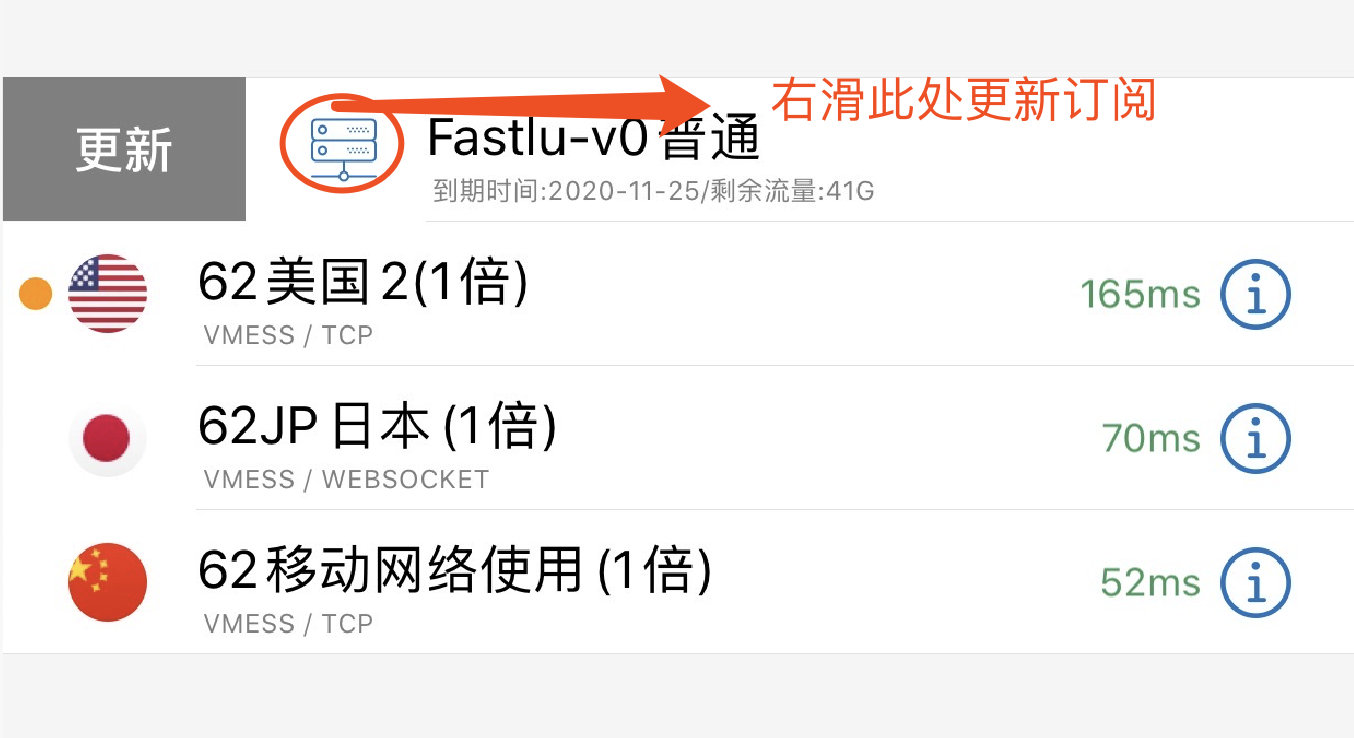 右滑此处更新订阅
更新
Fastlu-v0普通
到期时间:2020-11-25/剩余流量:41G
62美国2(1倍)
165ms
VMESS / TCP
62JP日本(1倍)
70ms
VMESS / WEBSOCKET
62移动网络使用(1倍)
52ms
VMESS / TCP